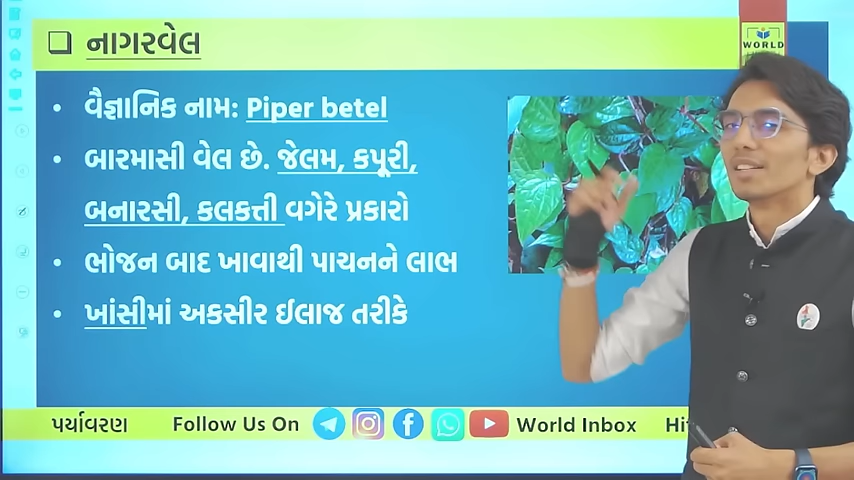 ❑ નાગરવેલ
WORLD
• વૈજ્ઞાનિક નામ: Piper betel
• બારમાસી વેલ છે. જેલમ, કપૂરી,
બનારસી, કલકત્તી વગેરે પ્રકારો
• ભોજન બાદ ખાવાથી પાચનને લાભ
• ખાંસીમાં અકસીર ઈલાજ તરીકે
પર્યાવરણ Follow Us On World Inbox